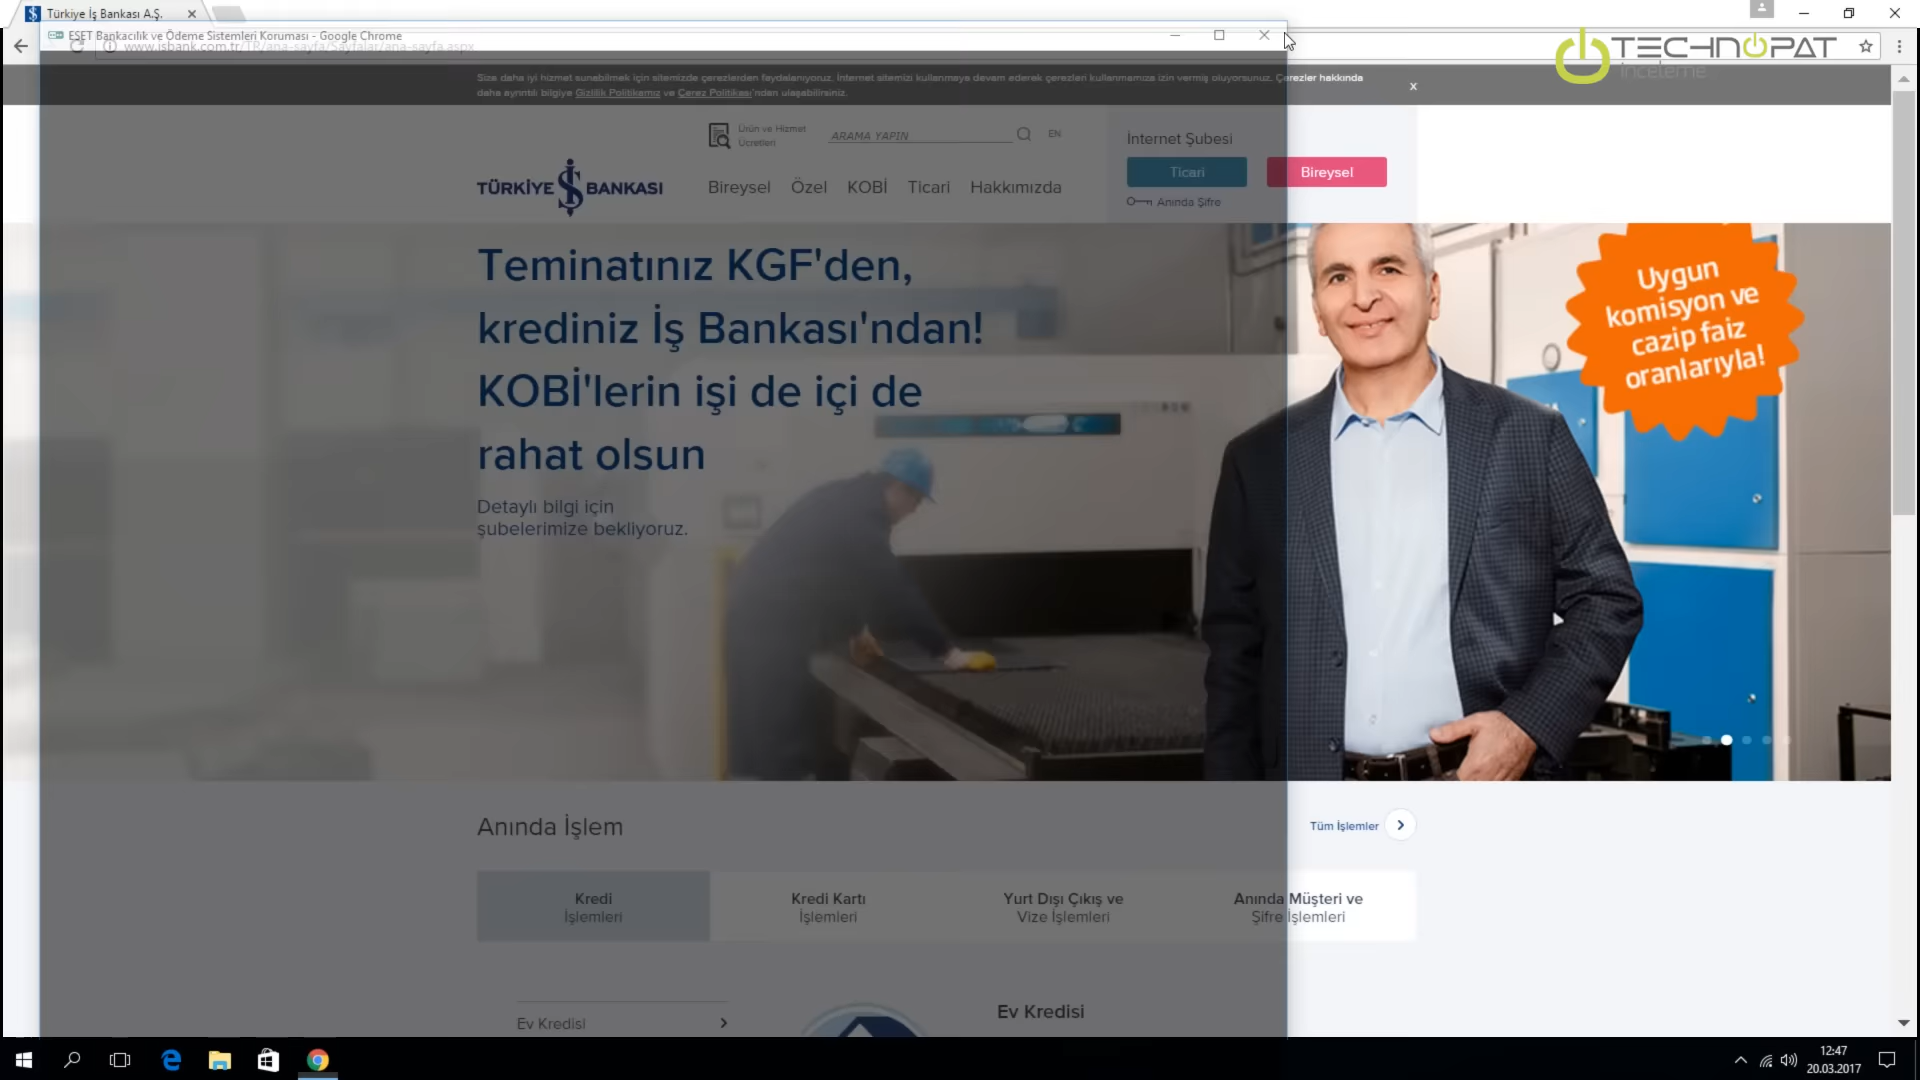 Türkiye İş Bankası A.Ş.
ESET Bankacılık ve Ödeme Sistemleri Koruması - Google Chrome
www.isbank.com.tr/TR/ana-sayfa/Sayfalar/ana-sayfa.aspx
TECHNOPAT
inceleme
Size daha iyi hizmet sunabilmek için sitemizde çerezlerden faydalanıyoruz. İnternet sitemizi kullanmaya devam ederek çerezleri kullanmamıza izin vermiş oluyorsunuz. Çerezler hakkında
daha ayrıntılı bilgiye Gizlilik Politikamız ve Çerez Politikası'ndan ulaşabilirsiniz.
x
Ürün ve Hizmet
Ücretleri
ARAMA YAPIN
EN
İnternet Şubesi
TÜRKİYE İŞ BANKASI
Bireysel
Özel
KOBİ
Ticari
Hakkımızda
Ticari
Bireysel
Anında Şifre
Teminatınız KGF'den,
krediniz İş Bankası'ndan!
KOBİ'lerin işi de içi de
rahat olsun
Detaylı bilgi için
şubelerimize bekliyoruz.
Uygun
komisyon ve
cazip faiz
oranlarıyla!
Anında İşlem
Tüm İşlemler
Kredi
İşlemleri
Kredi Kartı
İşlemleri
Yurt Dışı Çıkış ve
Vize İşlemleri
Anında Müşteri ve
Şifre İşlemleri
Ev Kredisi
Ev Kredisi
12:47
20.03.2017